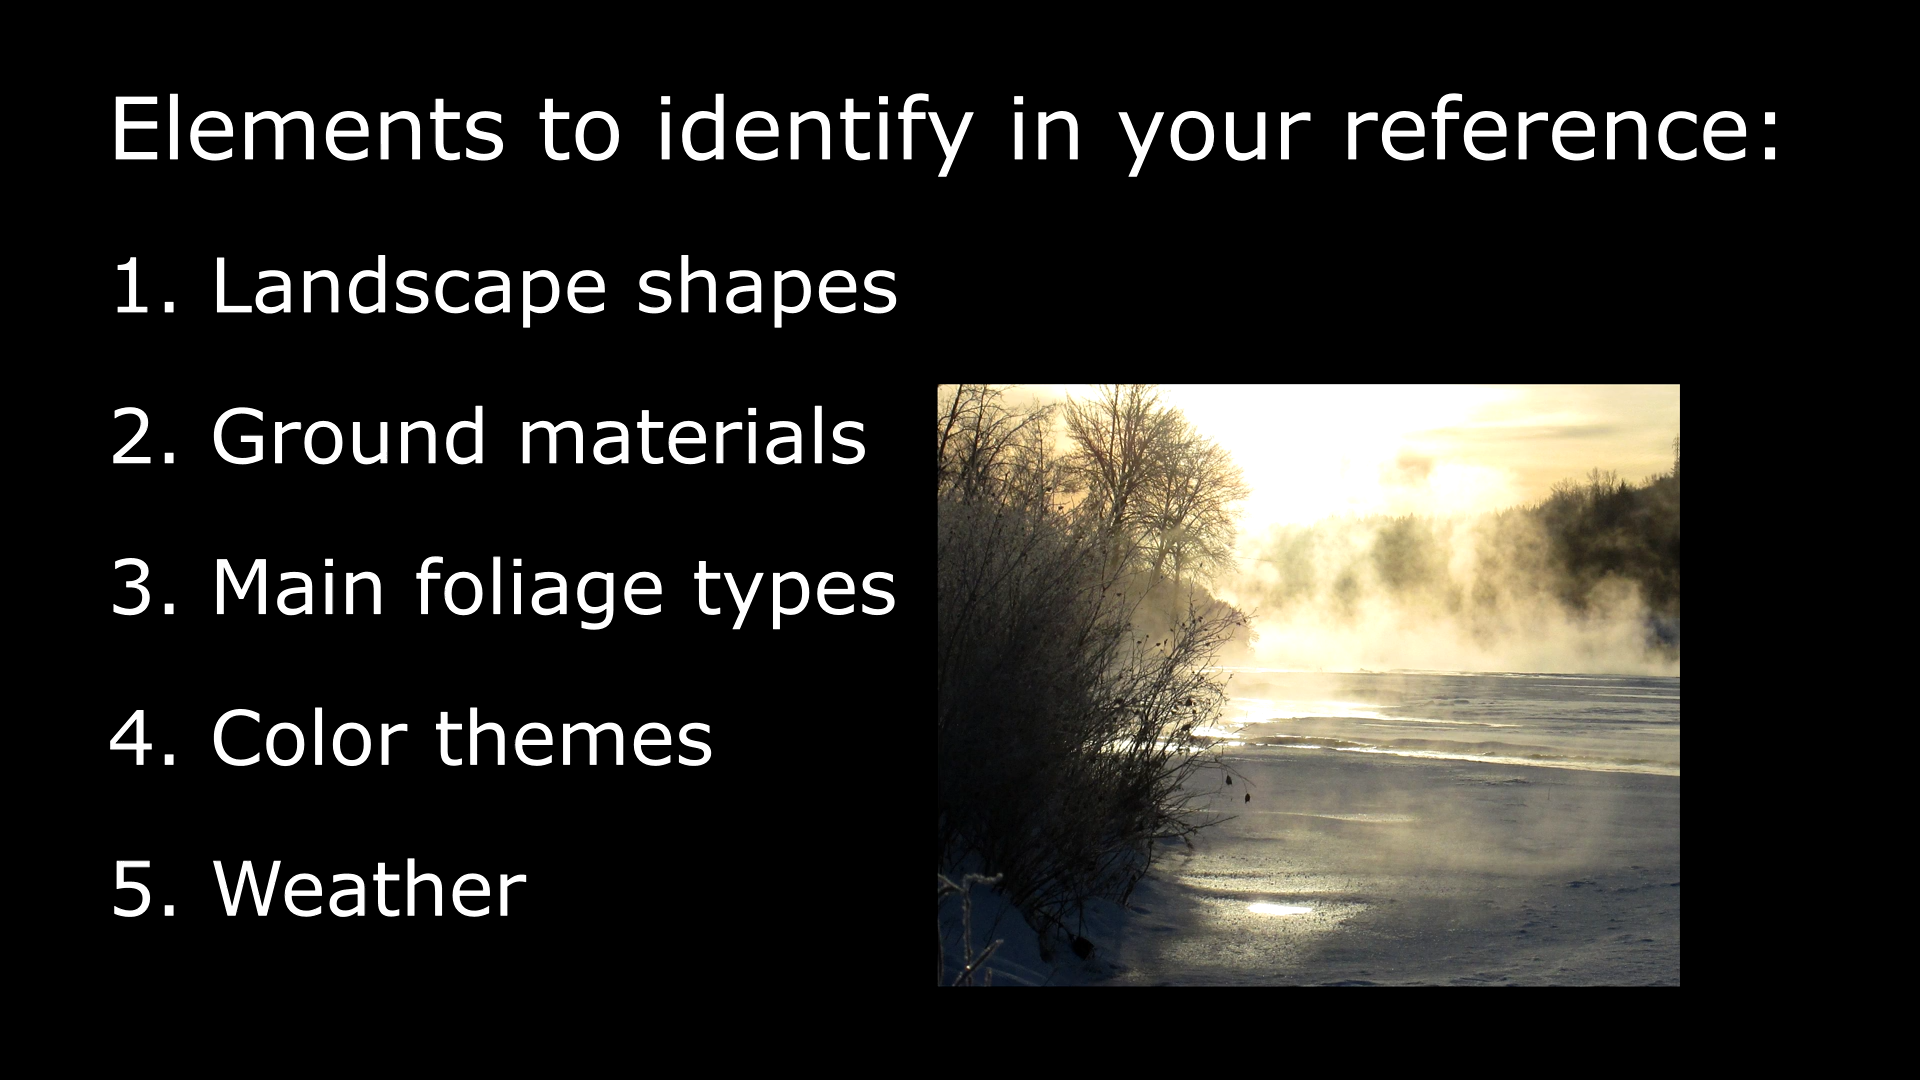 Elements to identify in your reference:
1. Landscape shapes
2. Ground materials
3. Main foliage types
4. Color themes
5. Weather